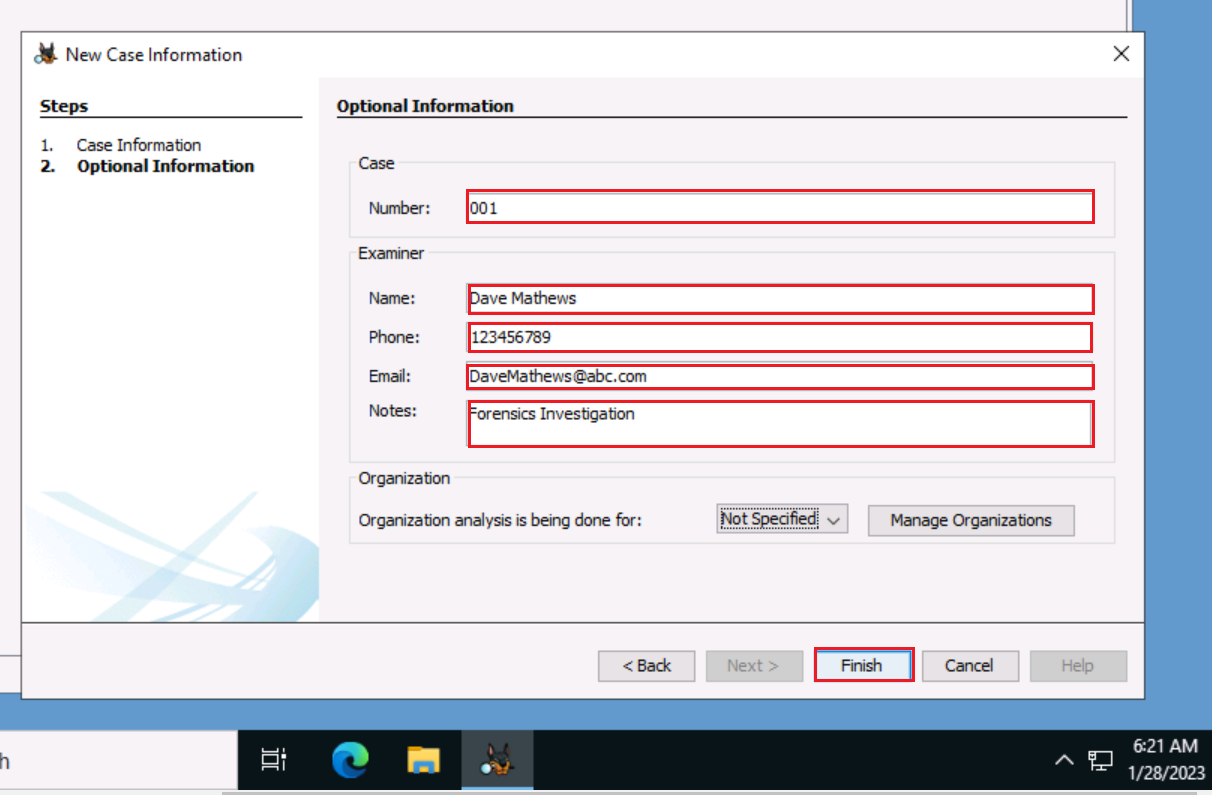 New Case Information
Steps
1. Case Information
2. Optional Information
Optional Information
Case
Number: 001
Examiner
Name: Dave Mathews
Phone: 123456789
Email: DaveMathews@abc.com
Notes: Forensics Investigation
Organization
Organization analysis is being done for: Not Specified Manage Organizations
< Back Next > Finish Cancel Help
h
6:21 AM
1/28/2023